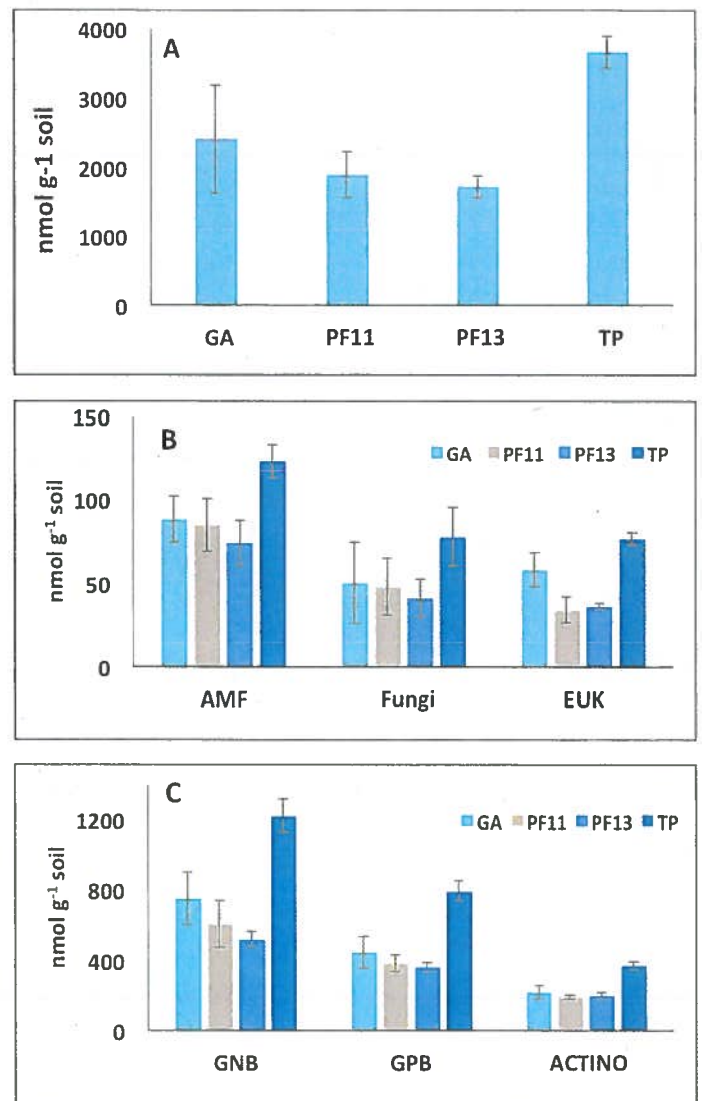 A
4000
3000
2000
1000
0
nmol g-1 soil
GA PF11 PF13 TP
B
GA PF11 PF13 TP
150
100
50
0
nmol g-1 soil
AMF Fungi EUK
C
GA PF11 PF13 TP
1200
800
400
0
nmol g-1 soil
GNB GPB ACTINO